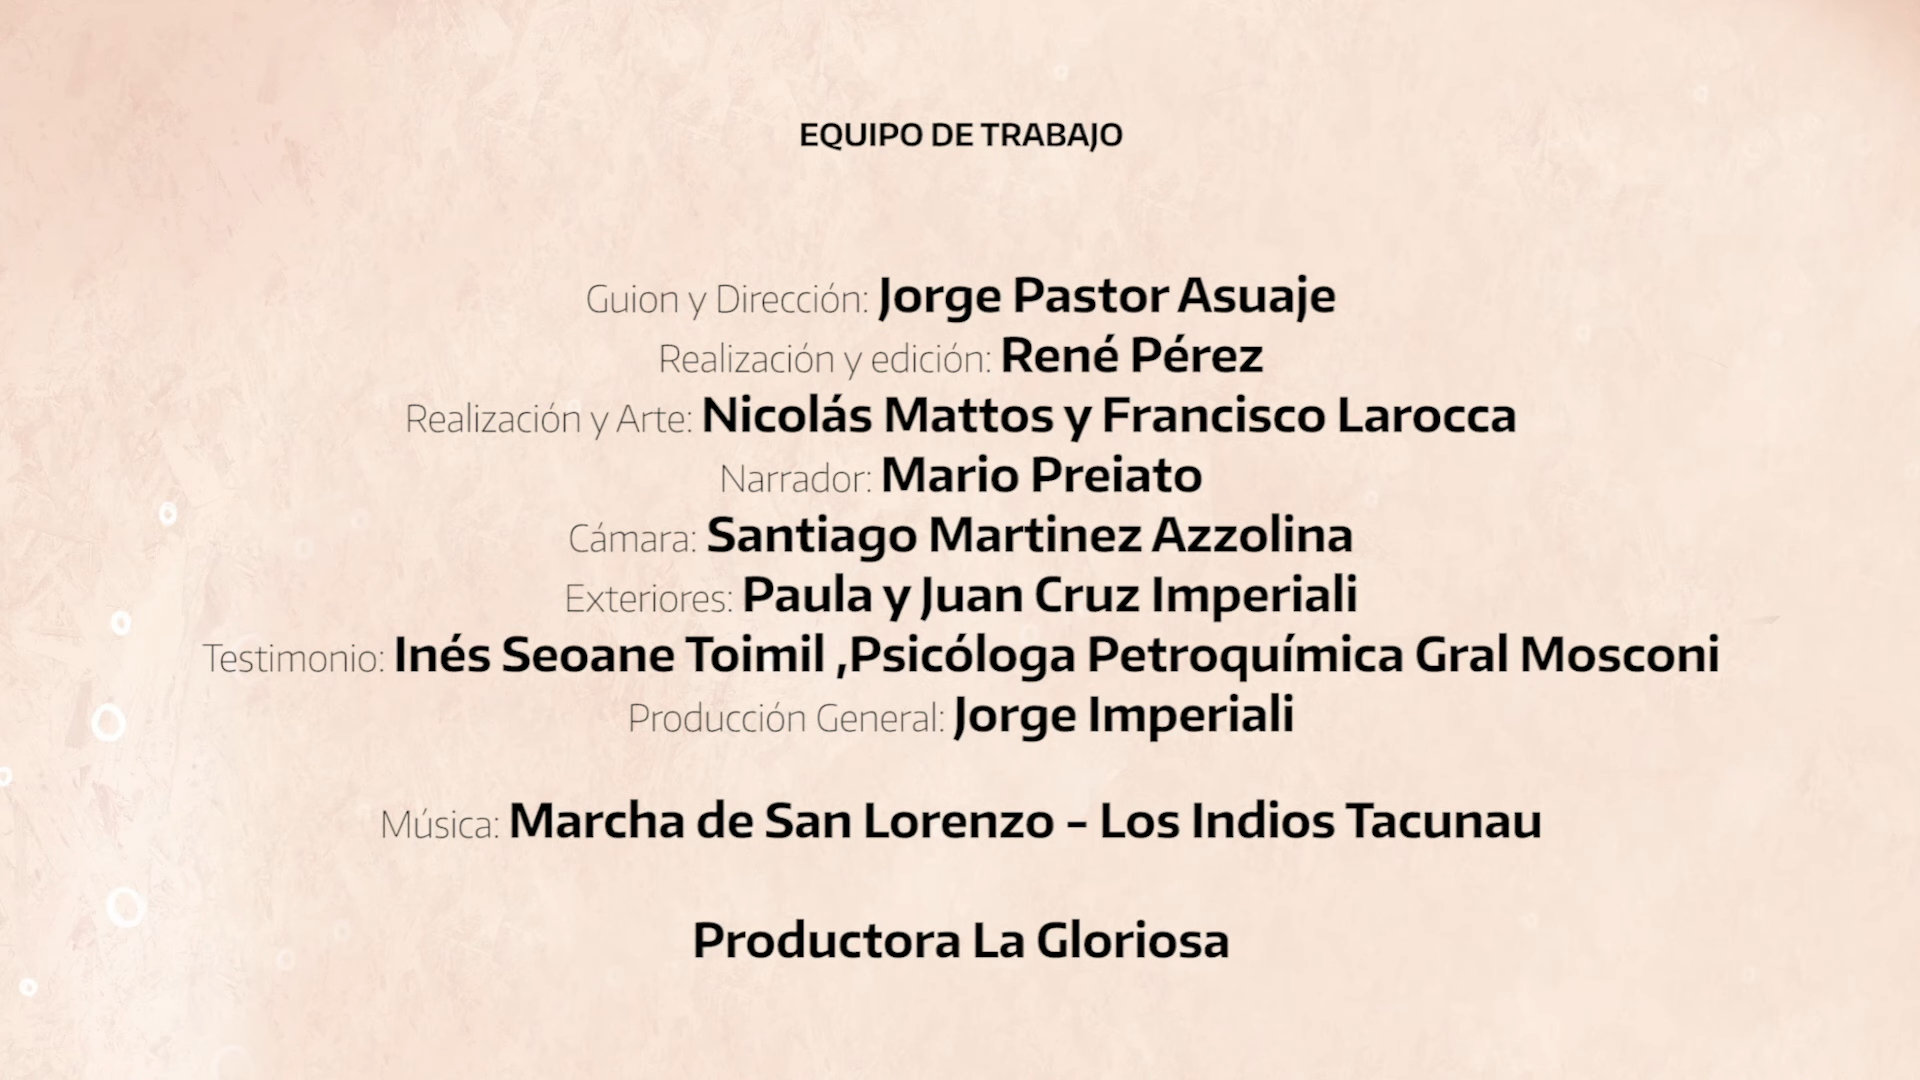 EQUIPO DE TRABAJO
Guion y Dirección: Jorge Pastor Asuaje
Realización y edición: René Pérez
Realización y Arte: Nicolás Mattos y Francisco Larocca
Narrador: Mario Preiato
Cámara: Santiago Martinez Azzolina
Exteriores: Paula y Juan Cruz Imperiali
Testimonio: Inés Seoane Toimil ,Psicóloga Petroquímica Gral Mosconi
Producción General: Jorge Imperiali
Música: Marcha de San Lorenzo - Los Indios Tacunau
Productora La Gloriosa